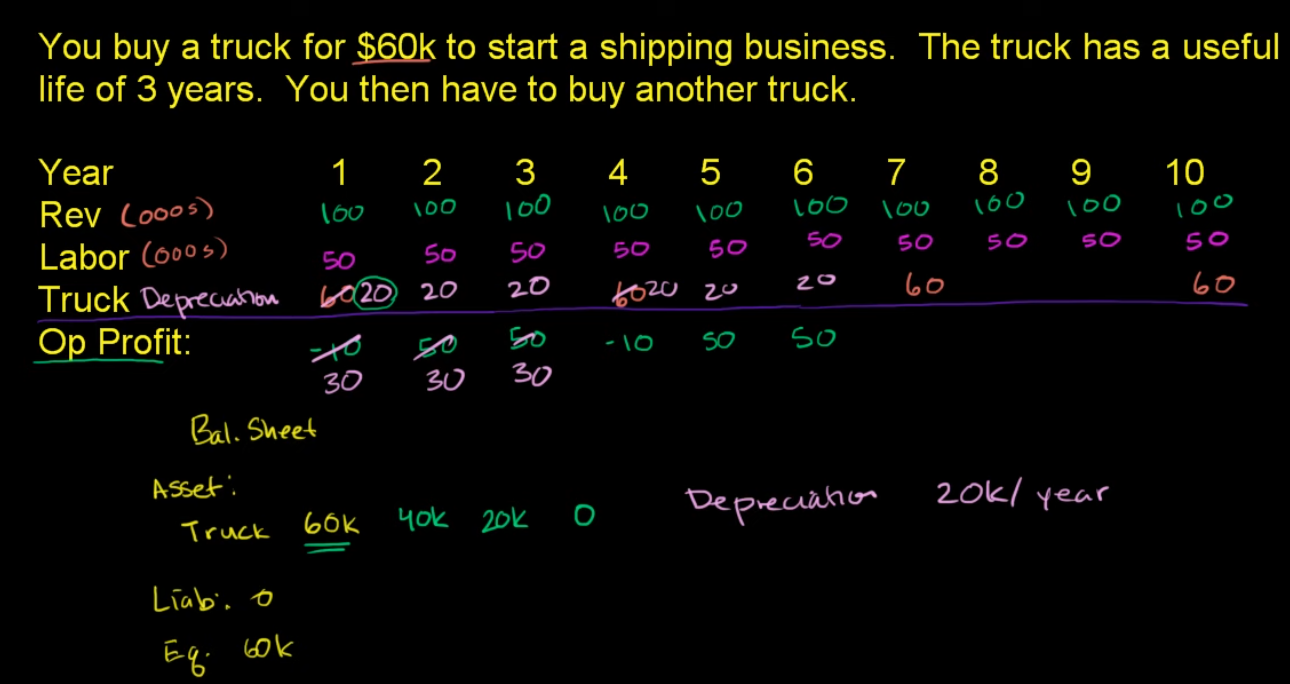 You buy a truck for $60k to start a shipping business. The truck has a useful
life of 3 years. You then have to buy another truck.
Year 1 2 3 4 5 6 7 8 9 10
Rev (000s) 100 100 100 100 100 100 100 100 100 100
Labor (000s) 50 50 50 50 50 50 50 50 50 50
Truck Depreciation 60 20 20 20 60 20 20 20 60 60
Op Profit: -10 50 50 -10 50 50
30 30 30
Bal. Sheet
Asset:
Depreciation 20k/year
Truck 60k 40k 20k 0
Liab: 0
Eq. 60k